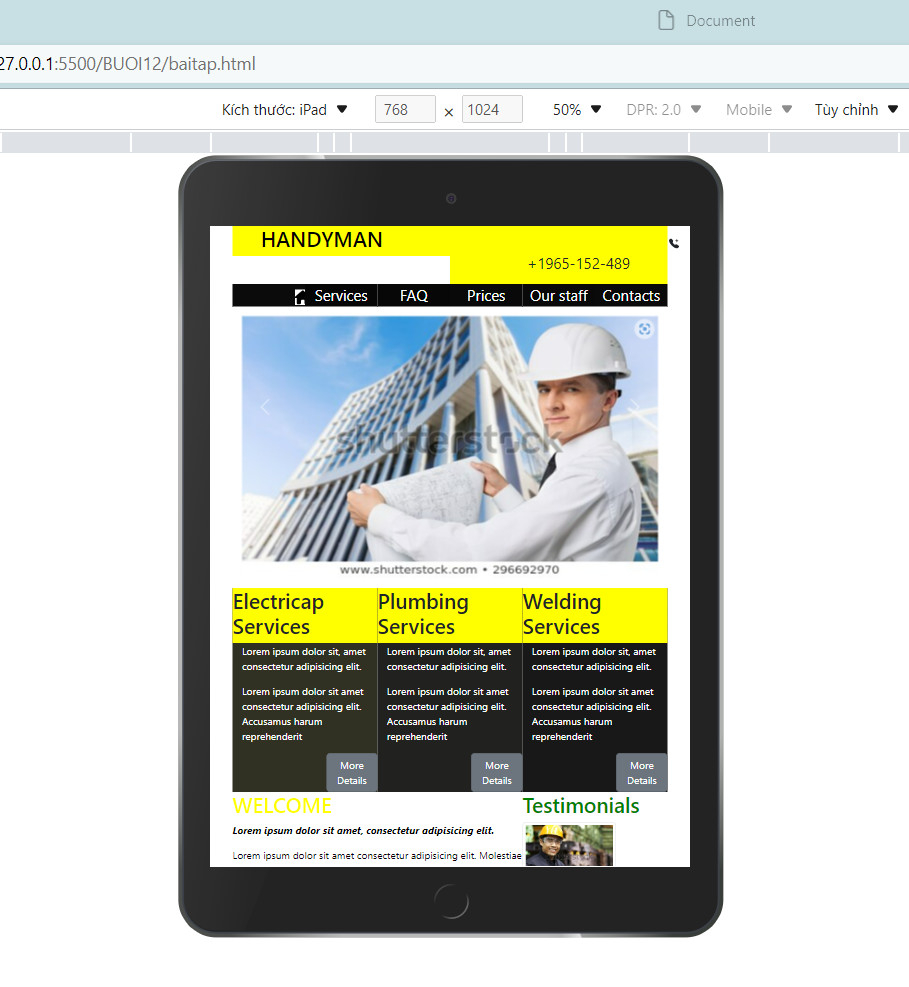 Document
27.0.0.1:5500/BUOI12/baitap.html
Kích thước: iPad 768 × 1024 50% DPR: 2.0 Mobile Tùy chỉnh
HANDYMAN
+1965-152-489
Services FAQ Prices Our staff Contacts
shutterstock
www.shutterstock.com • 296692970
Electricap
Services
Lorem ipsum dolor sit, amet
consectetur adipisicing elit.
Lorem ipsum dolor sit amet
consectetur adipisicing elit.
Accusamus harum
reprehenderit
More
Details
Plumbing
Services
Lorem ipsum dolor sit, amet
consectetur adipisicing elit.
Lorem ipsum dolor sit amet
consectetur adipisicing elit.
Accusamus harum
reprehenderit
More
Details
Welding
Services
Lorem ipsum dolor sit, amet
consectetur adipisicing elit.
Lorem ipsum dolor sit amet
consectetur adipisicing elit.
Accusamus harum
reprehenderit
More
Details
WELCOME
Lorem ipsum dolor sit amet, consectetur adipisicing elit.
Lorem ipsum dolor sit amet consectetur adipisicing elit. Molestiae
Testimonials